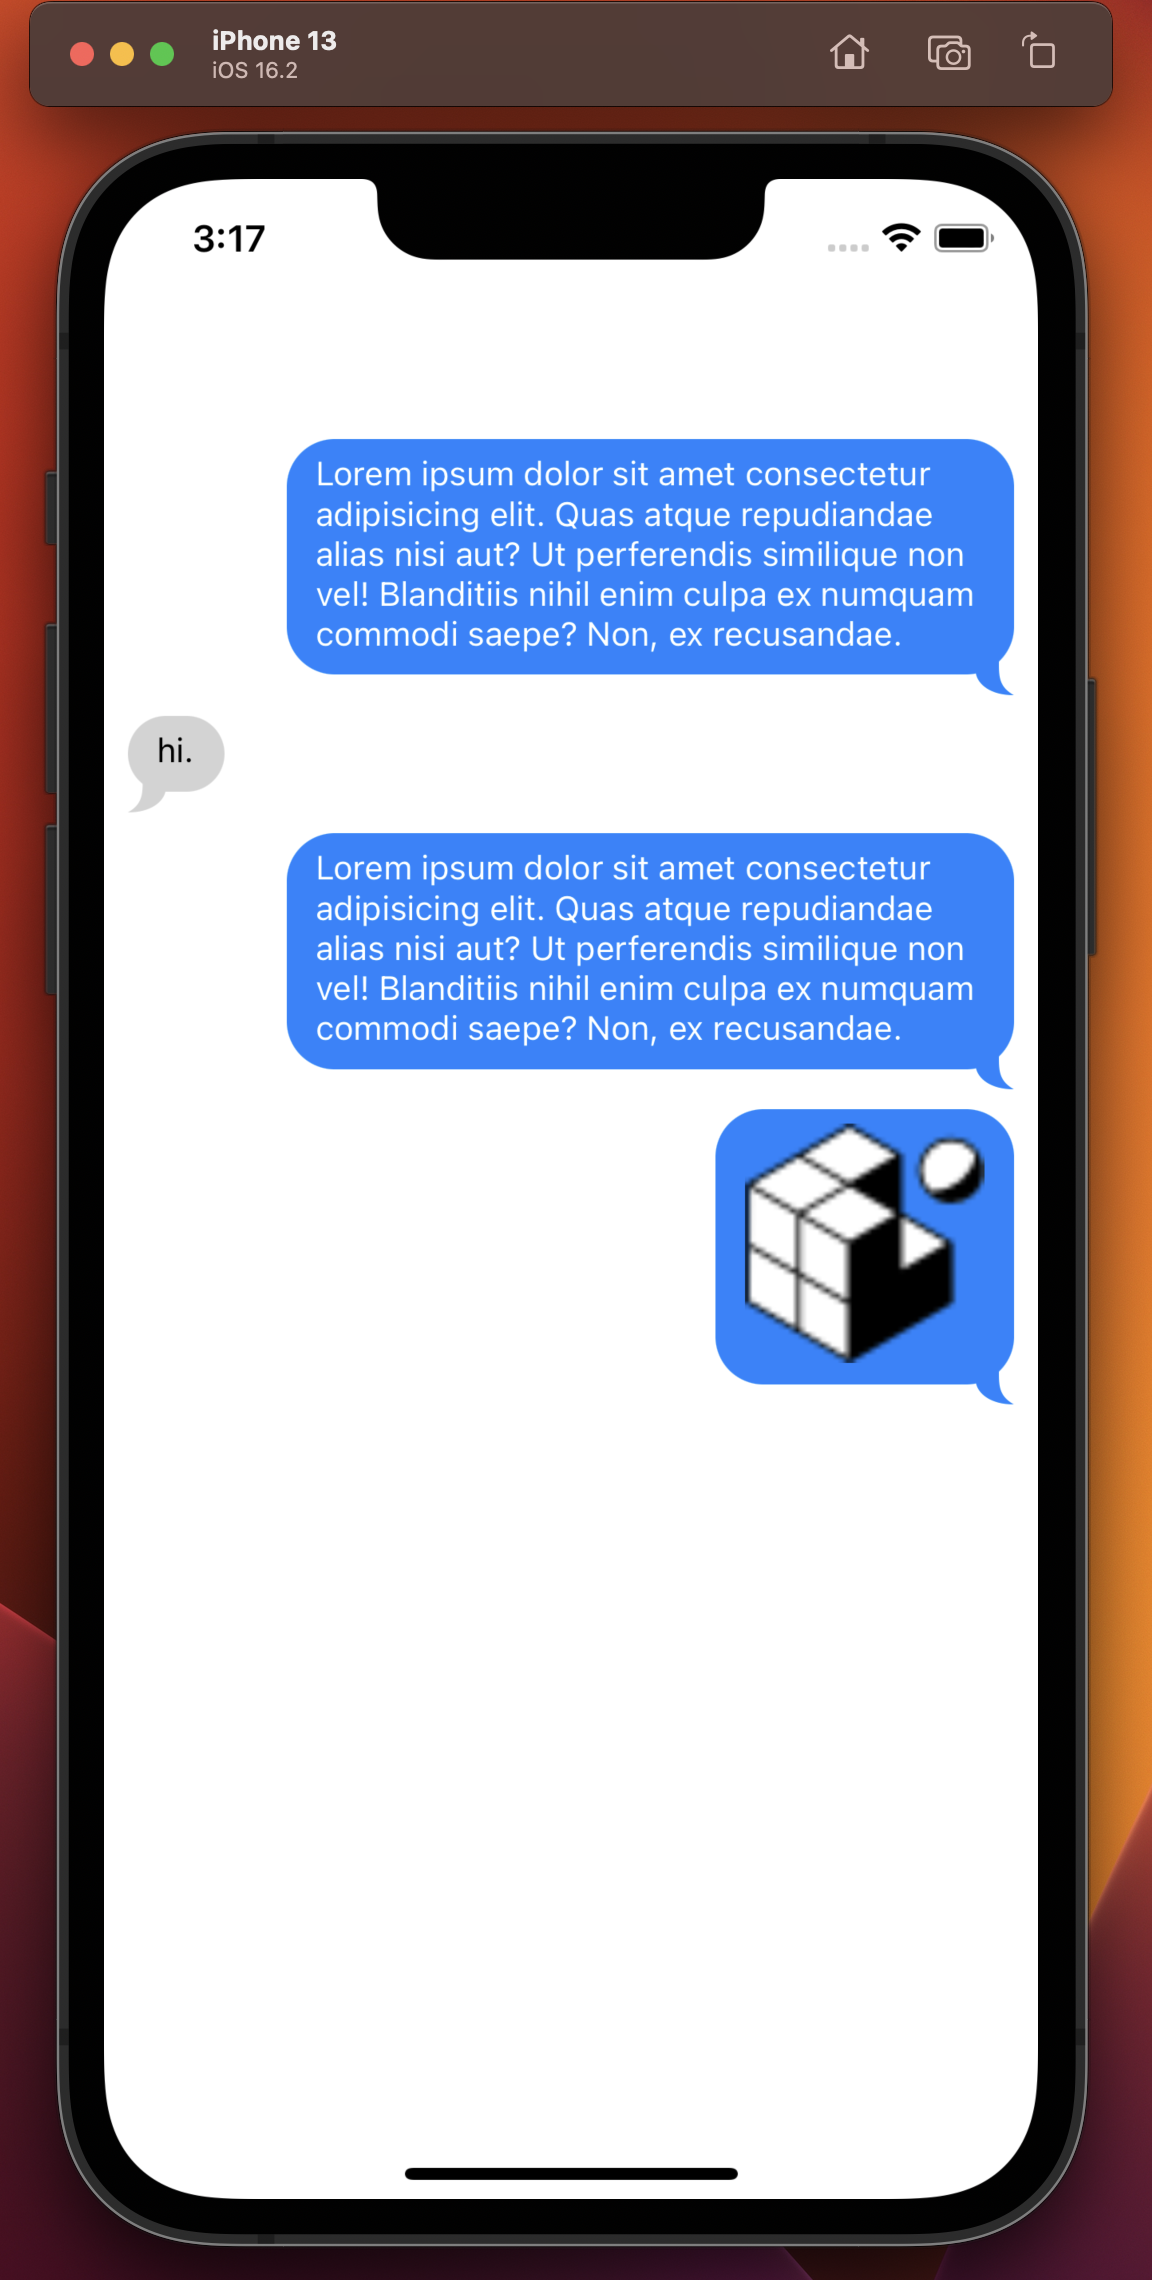 iPhone 13
iOS 16.2
3:17
Lorem ipsum dolor sit amet consectetur
adipisicing elit. Quas atque repudiandae
alias nisi aut? Ut perferendis similique non
vel! Blanditiis nihil enim culpa ex numquam
commodi saepe? Non, ex recusandae.
hi.
Lorem ipsum dolor sit amet consectetur
adipisicing elit. Quas atque repudiandae
alias nisi aut? Ut perferendis similique non
vel! Blanditiis nihil enim culpa ex numquam
commodi saepe? Non, ex recusandae.